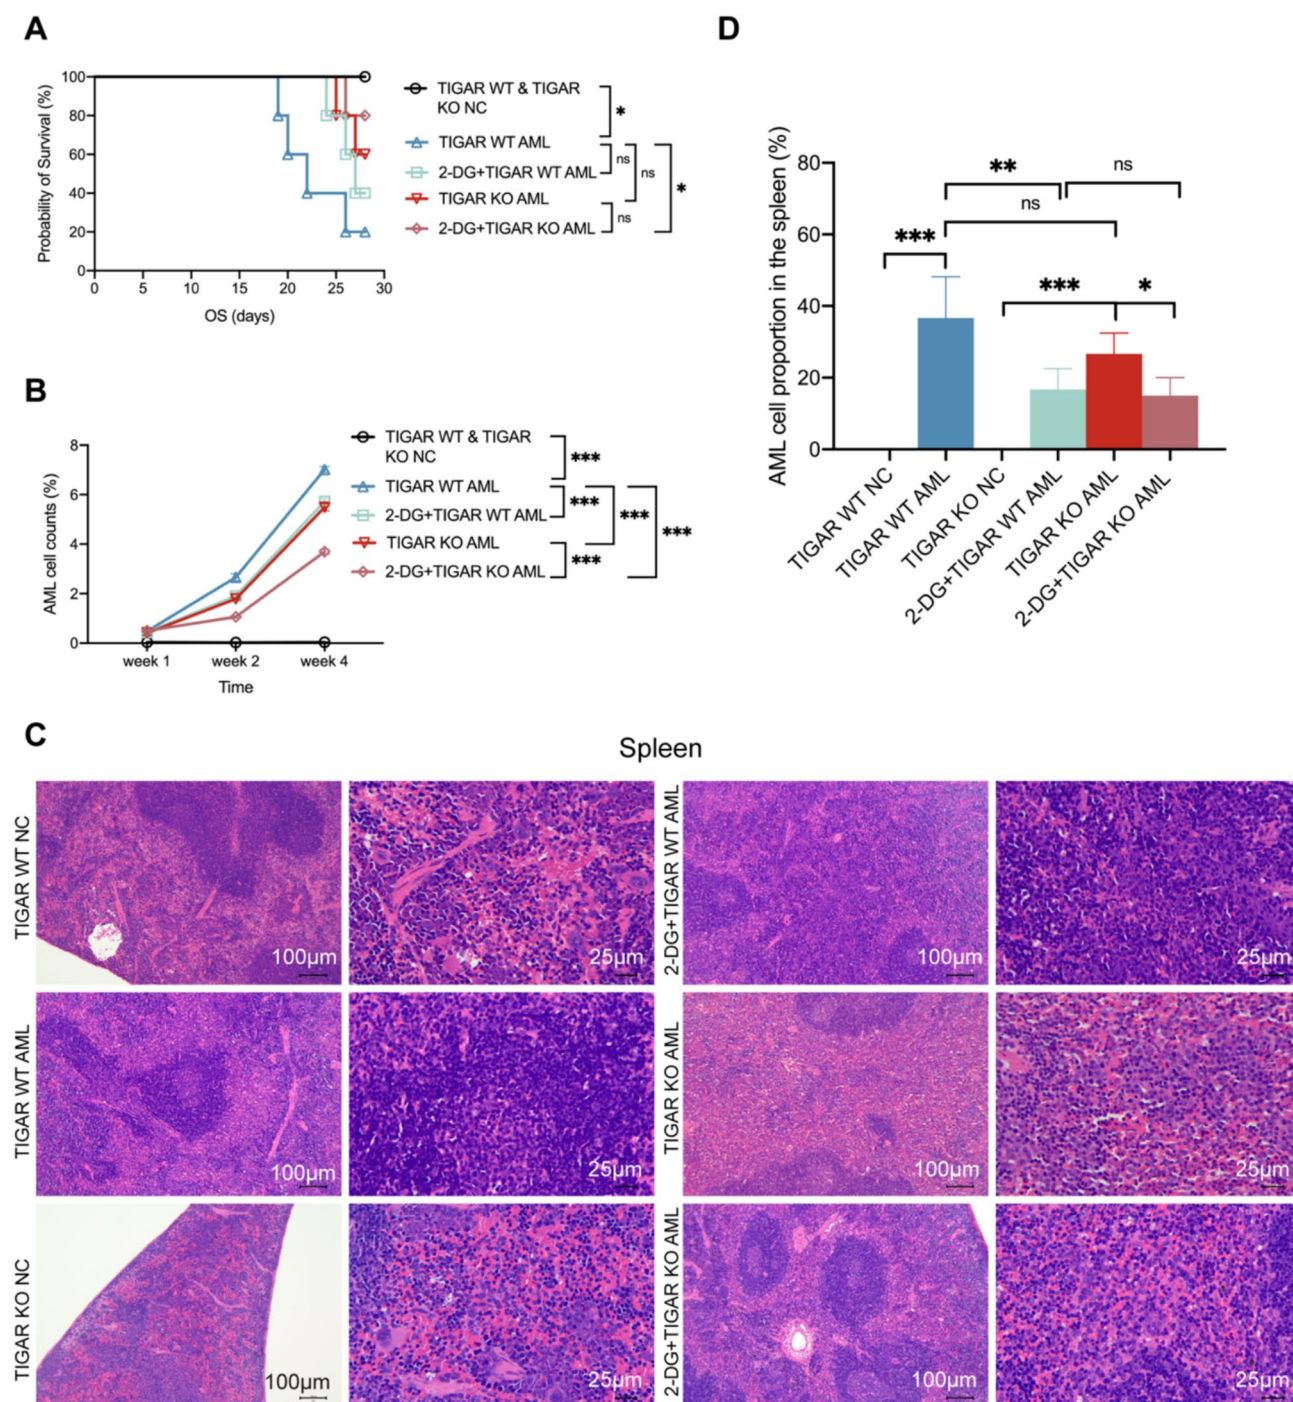 A
Probability of Survival (%)
100
80
60
40
20
0
0 5 10 15 20 25 30
OS (days)
TIGAR WT & TIGAR
KO NC
TIGAR WT AML
2-DG+TIGAR WT AML
TIGAR KO AML
2-DG+TIGAR KO AML
*
ns
ns
*
ns
B
AML cell counts (%)
8
6
4
2
0
week 1 week 2 week 4
Time
TIGAR WT & TIGAR
KO NC
TIGAR WT AML
2-DG+TIGAR WT AML
TIGAR KO AML
2-DG+TIGAR KO AML
***
***
***
***
***
D
AML cell proportion in the spleen (%)
80
60
40
20
0
**
ns
ns
***
***
*
TIGAR WT NC
TIGAR WT AML
TIGAR KO NC
2-DG+TIGAR WT AML
TIGAR KO AML
2-DG+TIGAR KO AML
C
Spleen
TIGAR WT NC
100μm
25μm
2-DG+TIGAR WT AML
100μm
25μm
TIGAR WT AML
100μm
25μm
TIGAR KO AML
100μm
25μm
TIGAR KO NC
100μm
25μm
2-DG+TIGAR KO AML
100μm
25μm